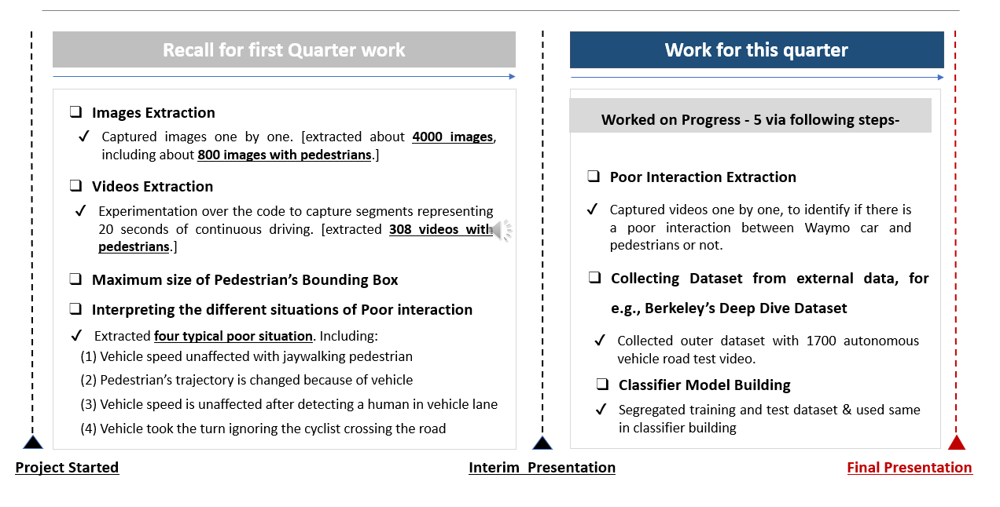 Recall for first Quarter work
❑ Images Extraction
✓ Captured images one by one. [extracted about 4000 images,
including about 800 images with pedestrians.]
❑ Videos Extraction
✓ Experimentation over the code to capture segments representing
20 seconds of continuous driving. [extracted 308 videos with
pedestrians.]
❑ Maximum size of Pedestrian's Bounding Box
❑ Interpreting the different situations of Poor interaction
✓ Extracted four typical poor situation. Including:
(1) Vehicle speed unaffected with jaywalking pedestrian
(2) Pedestrian's trajectory is changed because of vehicle
(3) Vehicle speed is unaffected after detecting a human in vehicle lane
(4) Vehicle took the turn ignoring the cyclist crossing the road
Work for this quarter
Worked on Progress - 5 via following steps-
❑ Poor Interaction Extraction
✓ Captured videos one by one, to identify if there is
a poor interaction between Waymo car and
pedestrians or not.
❑ Collecting Dataset from external data, for
e.g., Berkeley's Deep Dive Dataset
✓ Collected outer dataset with 1700 autonomous
vehicle road test video.
❑ Classifier Model Building
✓ Segregated training and test dataset & used same
in classifier building
Project Started
Interim Presentation
Final Presentation